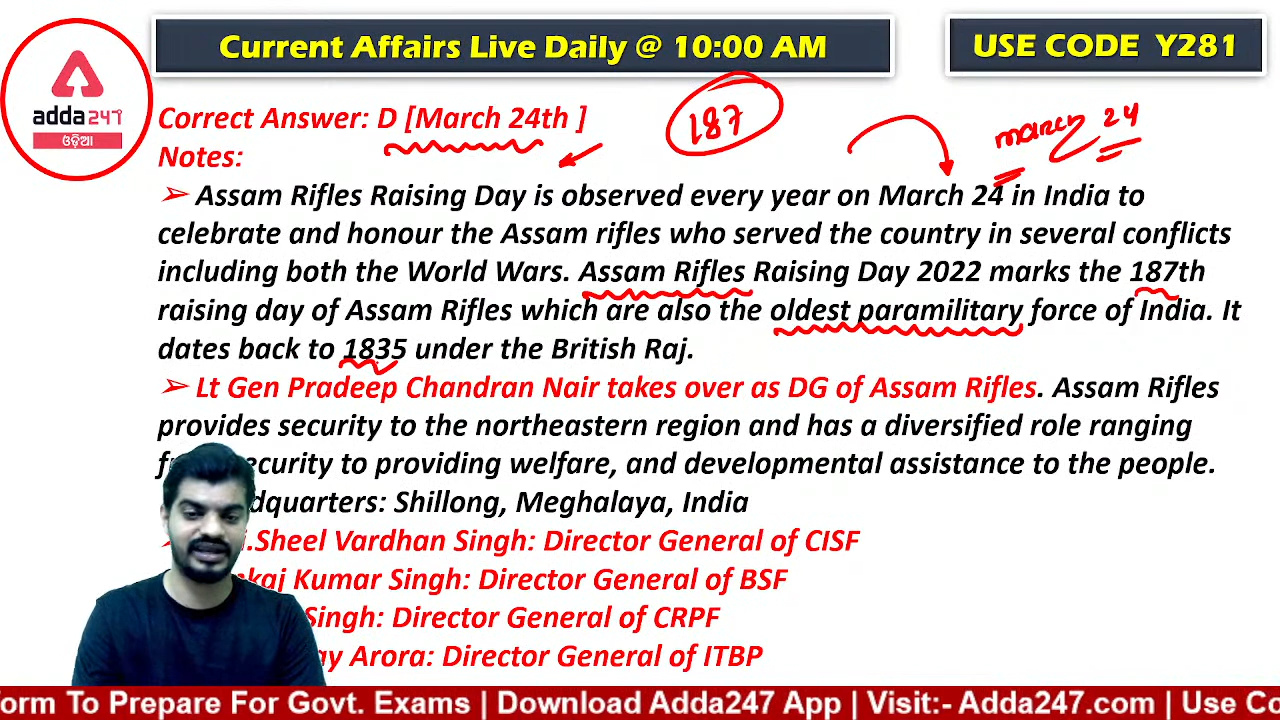 Current Affairs Live Daily @ 10:00 AM
USE CODE Y281
adda247
ଓଡ଼ିଆ
187
march 24
Correct Answer: D [March 24th ]
Notes:
➢ Assam Rifles Raising Day is observed every year on March 24 in India to
celebrate and honour the Assam rifles who served the country in several conflicts
including both the World Wars. Assam Rifles Raising Day 2022 marks the 187th
raising day of Assam Rifles which are also the oldest paramilitary force of India. It
dates back to 1835 under the British Raj.
➢ Lt Gen Pradeep Chandran Nair takes over as DG of Assam Rifles. Assam Rifles
provides security to the northeastern region and has a diversified role ranging
security to providing welfare, and developmental assistance to the people.
dquarters: Shillong, Meghalaya, India
.Sheel Vardhan Singh: Director General of CISF
nkaj Kumar Singh: Director General of BSF
Singh: Director General of CRPF
ay Arora: Director General of ITBP
form To Prepare For Govt. Exams | Download Adda247 App | Visit:- Adda247.com | Use Co